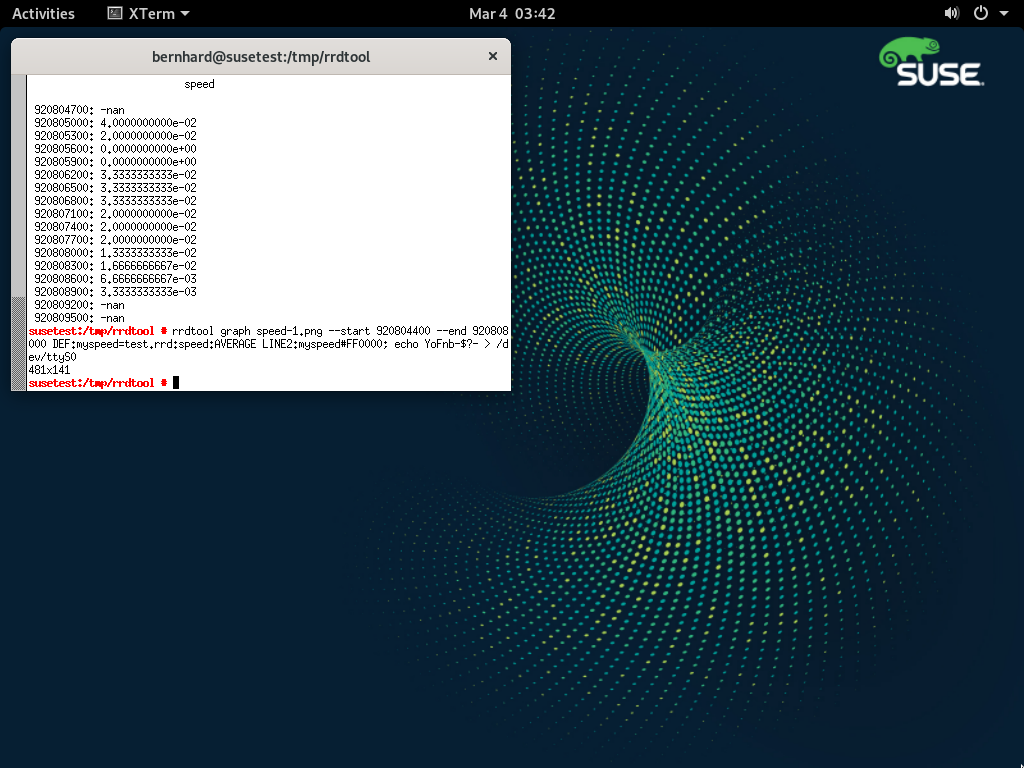 Activities XTerm Mar 4 03:42
SUSE.
bernhard@susetest:/tmp/rrdtool ×
speed
920804700: -nan
920805000: 4.0000000000e-02
920805300: 2.0000000000e-02
920805600: 0.0000000000e+00
920805900: 0.0000000000e+00
920806200: 3.3333333333e-02
920806500: 3.3333333333e-02
920806800: 3.3333333333e-02
920807100: 2.0000000000e-02
920807400: 2.0000000000e-02
920807700: 2.0000000000e-02
920808000: 1.3333333333e-02
920808300: 1.6666666667e-02
920808600: 6.6666666667e-03
920808900: 3.3333333333e-03
920809200: -nan
920809500: -nan
susetest:/tmp/rrdtool # rrdtool graph speed-1.png --start 920804400 --end 920808
000 DEF:myspeed=test.rrd:speed:AVERAGE LINE2:myspeed#FF0000; echo YoFnb-$?- > /d
ev/ttyS0
481x141
susetest:/tmp/rrdtool #